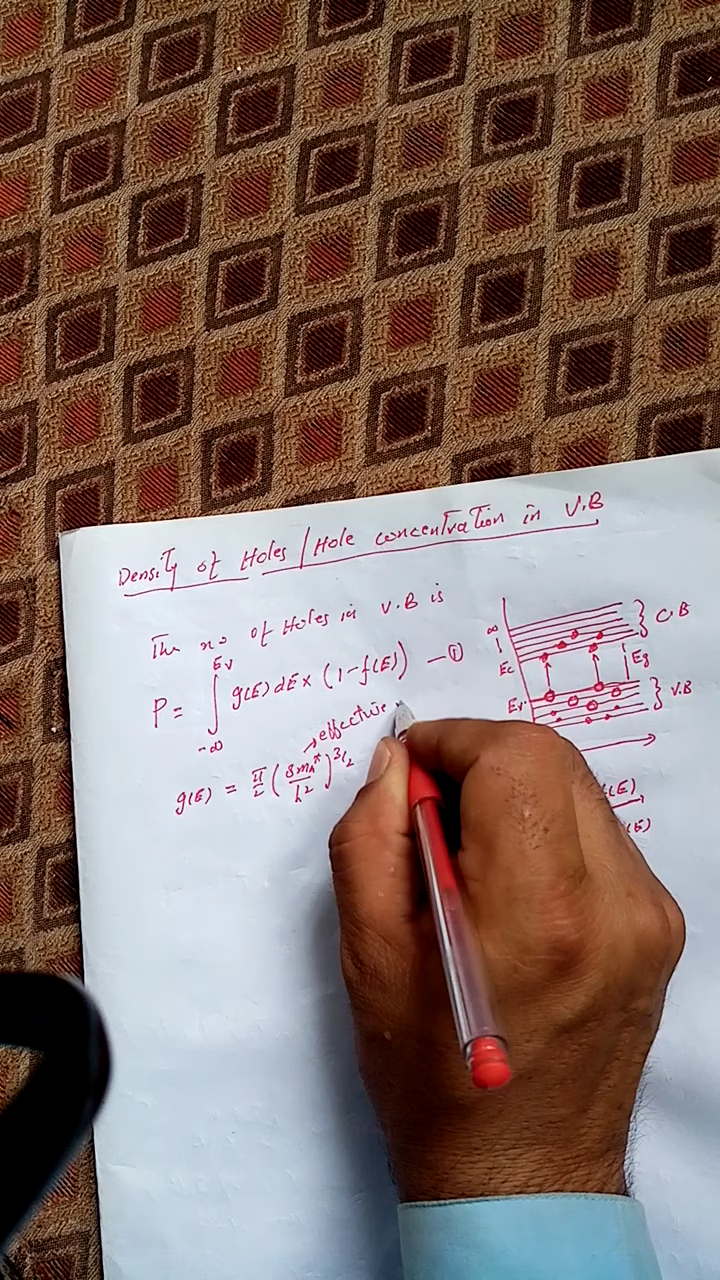 Density of Holes / Hole concentration in V.B
The no of Holes in V.B is
P = ∫ Ev -∞ g(E) dE × (1-f(E)) — ①
→ effective
g(E) = π/2 (8mh*/h²)^3/2
∞
C.B
Ec
Eg
Ev
V.B
(E)
(E)